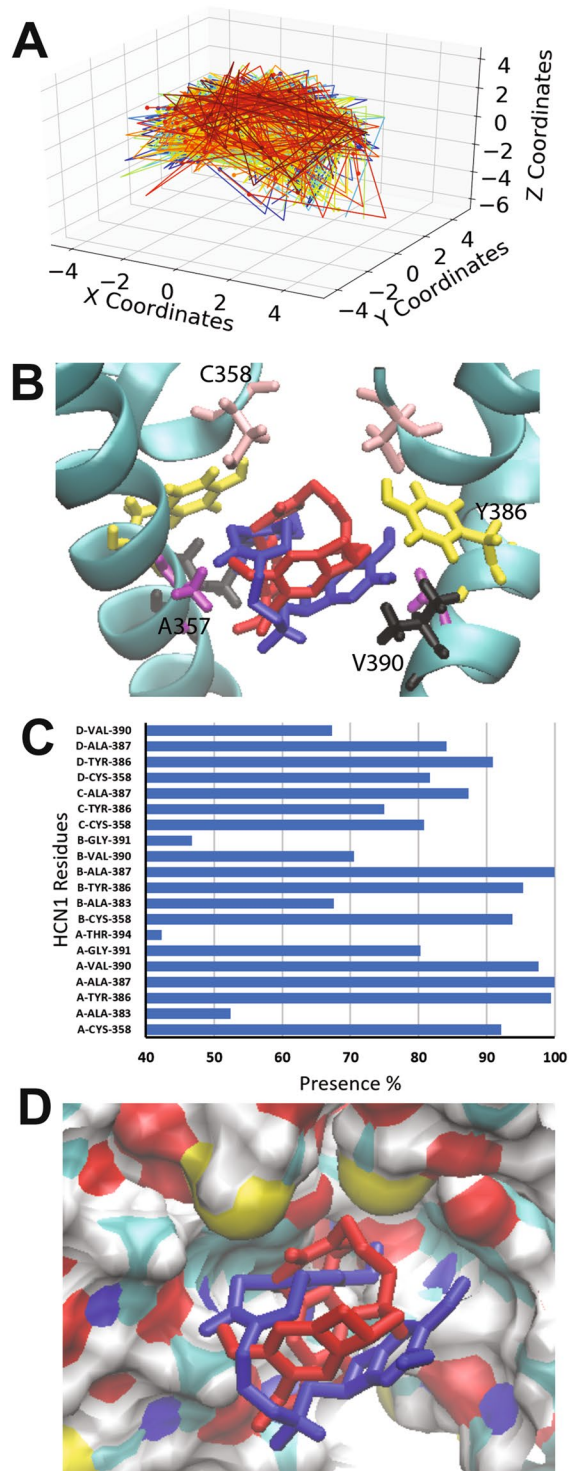 A
4
2
0
−2
−4
−6
Z Coordinates
−4
−2
0
2
4
X Coordinates
−4
−2
0
2
4
Y Coordinates
B
C358
Y386
A357
V390
C
HCN1 Residues
D-VAL-390
D-ALA-387
D-TYR-386
D-CYS-358
C-ALA-387
C-TYR-386
C-CYS-358
B-GLY-391
B-VAL-390
B-ALA-387
B-TYR-386
B-ALA-383
B-CYS-358
A-THR-394
A-GLY-391
A-VAL-390
A-ALA-387
A-TYR-386
A-ALA-383
A-CYS-358
40 50 60 70 80 90 100
Presence %
D